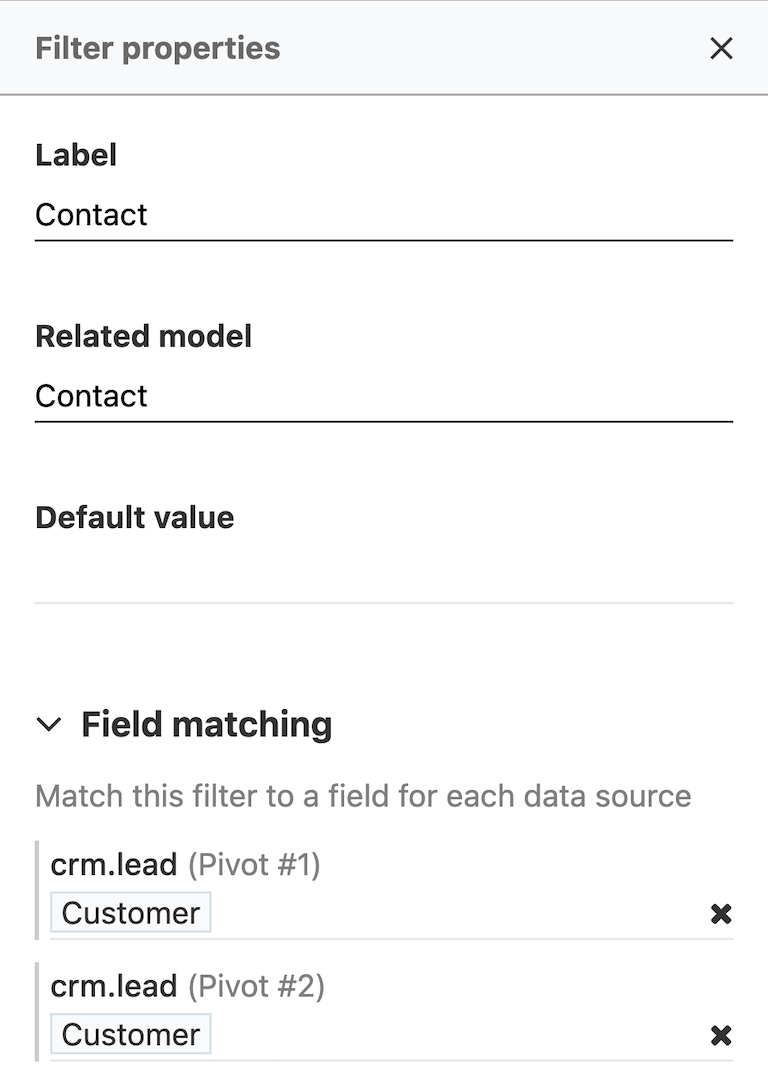 Filter properties
Label
Contact
Related model
Contact
Default value
Field matching
Match this filter to a field for each data source
crm.lead (Pivot #1)
Customer
crm.lead (Pivot #2)
Customer